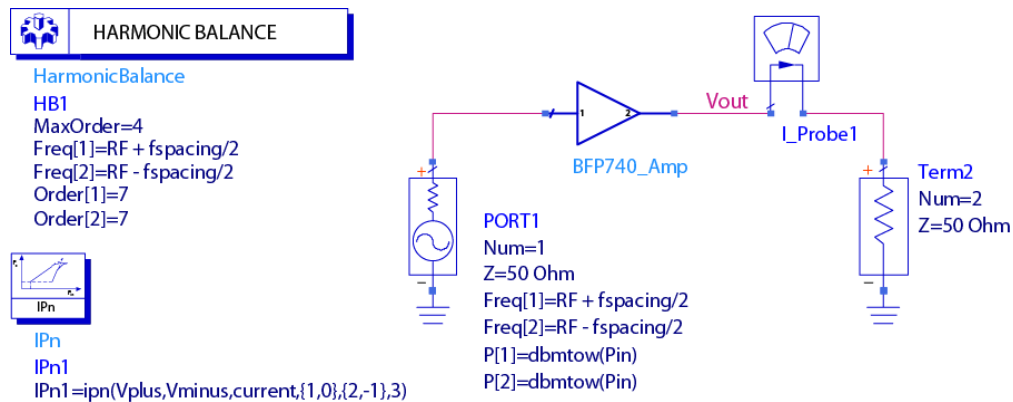 HARMONIC BALANCE
HarmonicBalance
HB1
MaxOrder=4
Freq[1]=RF + fspacing/2
Freq[2]=RF - fspacing/2
Order[1]=7
Order[2]=7
IPn
IPn
IPn1
IPn1=ipn(Vplus,Vminus,current,{1,0},{2,-1},3)
+
-
PORT1
Num=1
Z=50 Ohm
Freq[1]=RF + fspacing/2
Freq[2]=RF - fspacing/2
P[1]=dbmtow(Pin)
P[2]=dbmtow(Pin)
1
2
BFP740_Amp
Vout
I_Probe1
+
-
Term2
Num=2
Z=50 Ohm